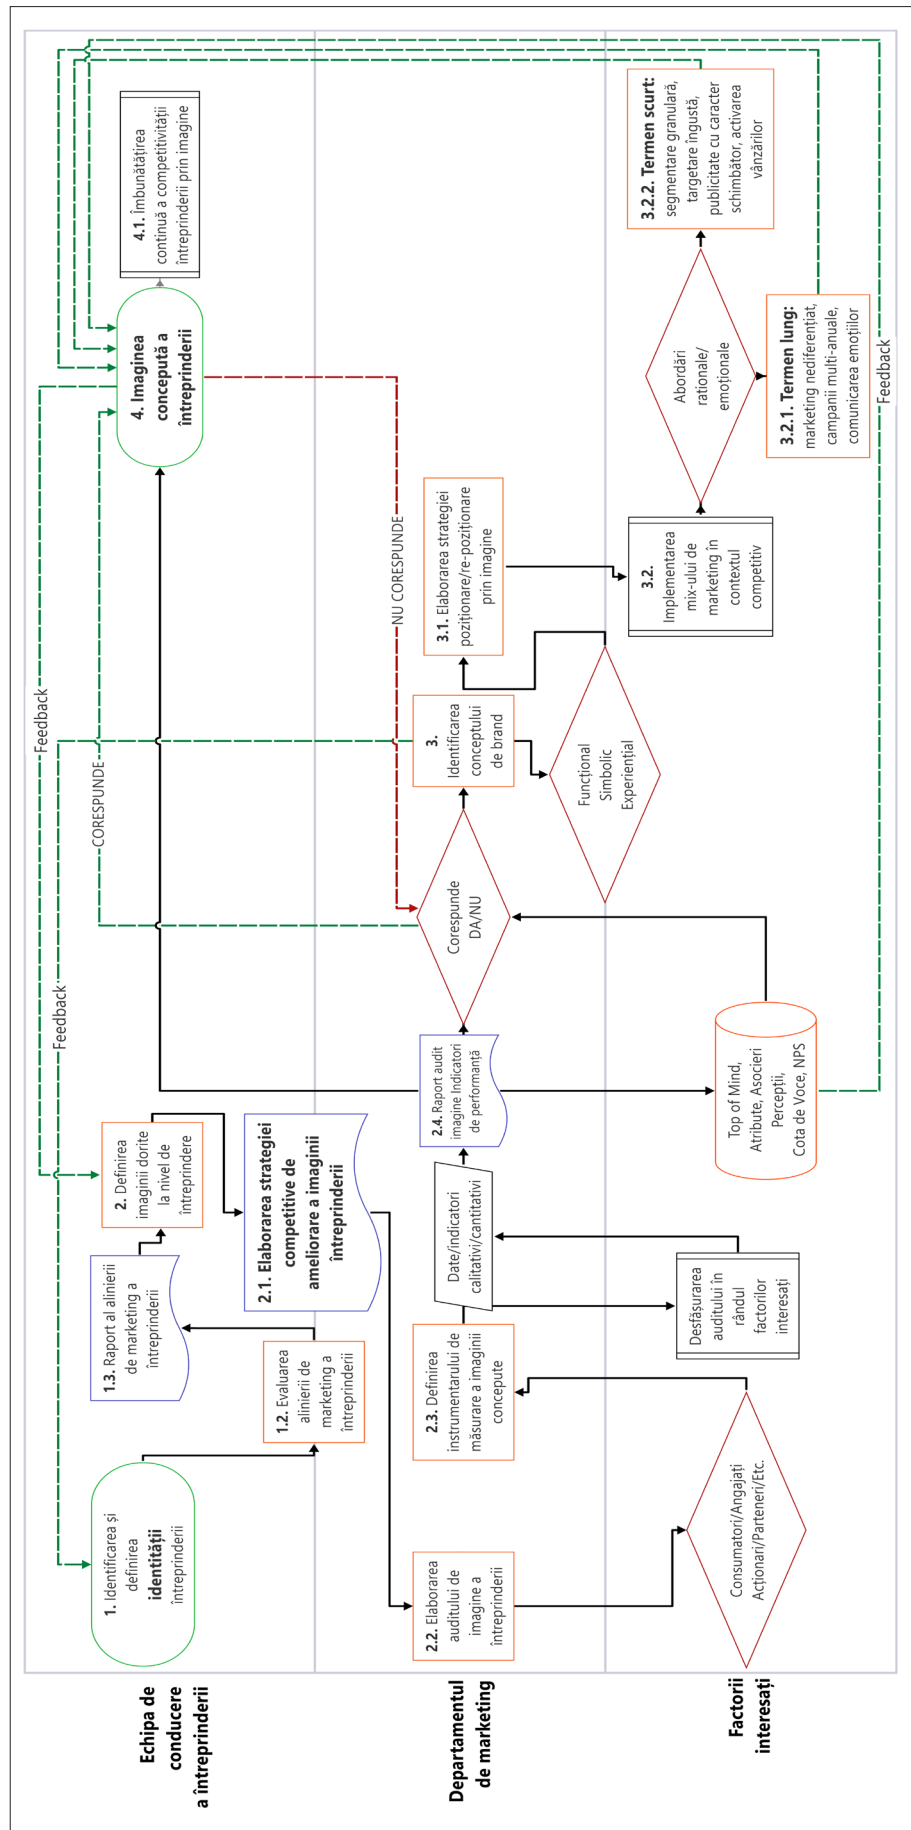 Echipa de
conducere
a întreprinderii
1. Identificarea și
definirea
identității
întreprinderii
1.2. Evaluarea
alinierii de
marketing a
întreprinderii
1.3. Raport al alinierii
de marketing a
întreprinderii
2. Definirea
imaginii dorite
la nivel de
întreprindere
2.1. Elaborarea strategiei
competitive de
ameliorare a imaginii
întreprinderii
Feedback
Feedback
CORESPUNDE
4. Imaginea
concepută a
întreprinderii
4.1. Îmbunătățirea
continuă a competitivității
întreprinderii prin imagine
NU CORESPUNDE
Departamentul
de marketing
2.2. Elaborarea
auditului de
imagine a
întreprinderii
2.3. Definirea
instrumentarului de
măsurare a imaginii
concepute
Date/indicatori
calitativi/cantitativi
2.4. Raport audit
imagine Indicatori
de performanță
Corespunde
DA/NU
3.
Identificarea
conceptului
de brand
Funcțional
Simbolic
Experiențial
3.1. Elaborarea strategiei
poziționare/re-poziționare
prin imagine
Factorii
interesați
Consumatori/Angajați
Acționari/Parteneri/Etc.
Desfășurarea
auditului în
rândul
factorilor
interesați
Top of Mind,
Atribute, Asocieri
Percepții,
Cota de Voce, NPS
3.2.
Implementarea
mix-ului de
marketing în
contextul
competitiv
Abordări
rationale/
emoționale
3.2.1. Termen lung:
marketing nediferențiat,
campanii multi-anuale,
comunicarea emoțiilor
3.2.2. Termen scurt:
segmentare granulară,
targetare îngustă,
publicitate cu caracter
schimbător, activarea
vânzărilor
Feedback